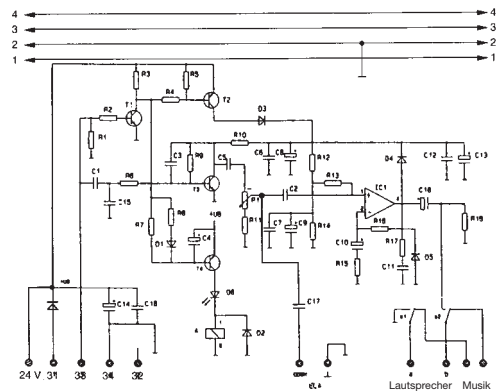 4 4
3 3
2 2
1 1
R3 R5
R4 T2
R2 T1 D3
R1 R10
C3 R9 C5 C6 C8 R12 D4 C12 C13
C1 R6 T3 P1 C2 R13 IC1 C18
C15 R8 R11 R16 R19
R7 C4 C7 C9 R14 C10 R17 D5
D1 T4 R15 C11
D6 C17
C14 C16 A D2
24 V 31 33 34 32 ELA
Lautsprecher Musik